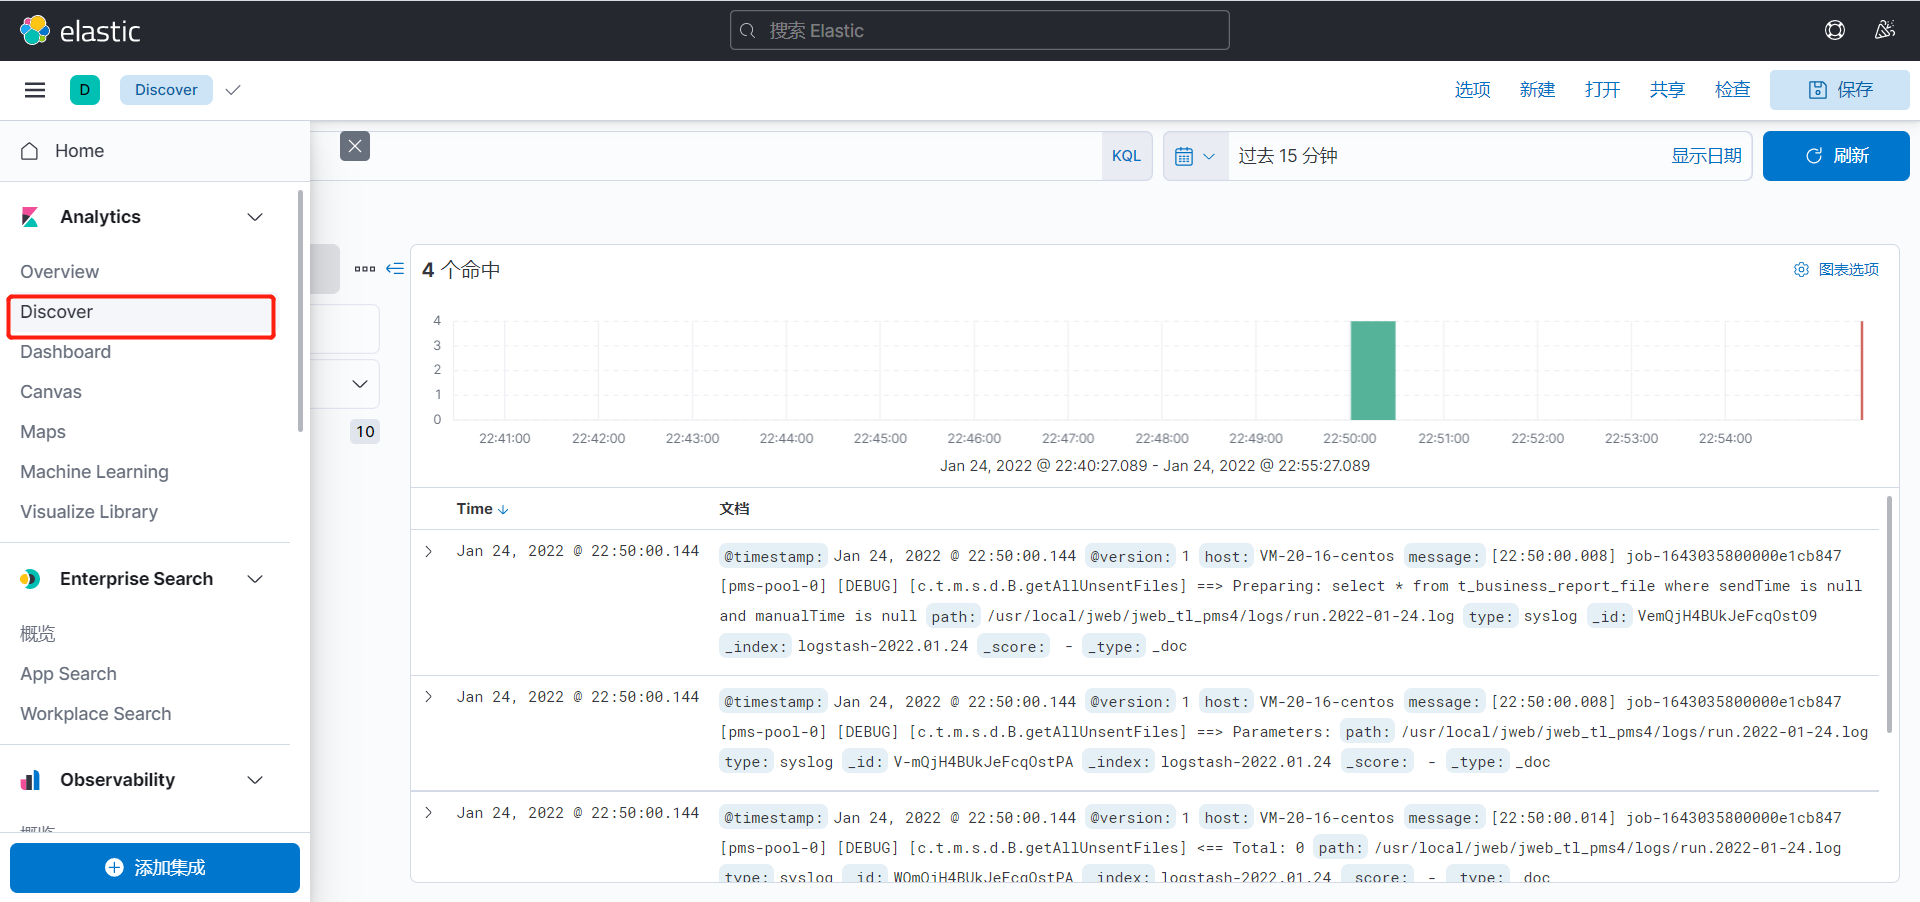 elastic
搜索 Elastic
D
Discover
选项
新建
打开
共享
检查
保存
Home
KQL
过去 15 分钟
显示日期
刷新
Analytics
Overview
Discover
Dashboard
Canvas
Maps
Machine Learning
Visualize Library
Enterprise Search
概览
App Search
Workplace Search
Observability
概览
添加集成
10
4 个命中
图表选项
4
3
2
1
0
22:41:00
22:42:00
22:43:00
22:44:00
22:45:00
22:46:00
22:47:00
22:48:00
22:49:00
22:50:00
22:51:00
22:52:00
22:53:00
22:54:00
Jan 24, 2022 @ 22:40:27.089 - Jan 24, 2022 @ 22:55:27.089
Time
文档
Jan 24, 2022 @ 22:50:00.144
@timestamp: Jan 24, 2022 @ 22:50:00.144 @version: 1 host: VM-20-16-centos message: [22:50:00.008] job-1643035800000e1cb847
[pms-pool-0] [DEBUG] [c.t.m.s.d.B.getAllUnsentFiles] ==> Preparing: select * from t_business_report_file where sendTime is null
and manualTime is null path: /usr/local/jweb/jweb_tl_pms4/logs/run.2022-01-24.log type: syslog _id: VemQjH4BUkJeFcqOstO9
_index: logstash-2022.01.24 _score: - _type: _doc
Jan 24, 2022 @ 22:50:00.144
@timestamp: Jan 24, 2022 @ 22:50:00.144 @version: 1 host: VM-20-16-centos message: [22:50:00.008] job-1643035800000e1cb847
[pms-pool-0] [DEBUG] [c.t.m.s.d.B.getAllUnsentFiles] ==> Parameters: path: /usr/local/jweb/jweb_tl_pms4/logs/run.2022-01-24.log
type: syslog _id: V-mQjH4BUkJeFcqOstPA _index: logstash-2022.01.24 _score: - _type: _doc
Jan 24, 2022 @ 22:50:00.144
@timestamp: Jan 24, 2022 @ 22:50:00.144 @version: 1 host: VM-20-16-centos message: [22:50:00.014] job-1643035800000e1cb847
[pms-pool-0] [DEBUG] [c.t.m.s.d.B.getAllUnsentFiles] <== Total: 0 path: /usr/local/jweb/jweb_tl_pms4/logs/run.2022-01-24.log
type: syslog _id: WOmQjH4BUkJeFcqOstPA _index: logstash-2022.01.24 _score: - _type: _doc